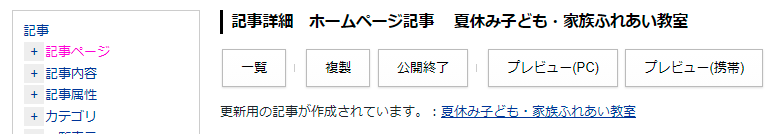 記事
+ 記事ページ
+ 記事内容
+ 記事属性
+ カテゴリ
記事詳細 ホームページ記事 夏休み子ども・家族ふれあい教室
一覧 複製 公開終了 プレビュー(PC) プレビュー(携帯)
更新用の記事が作成されています。：夏休み子ども・家族ふれあい教室